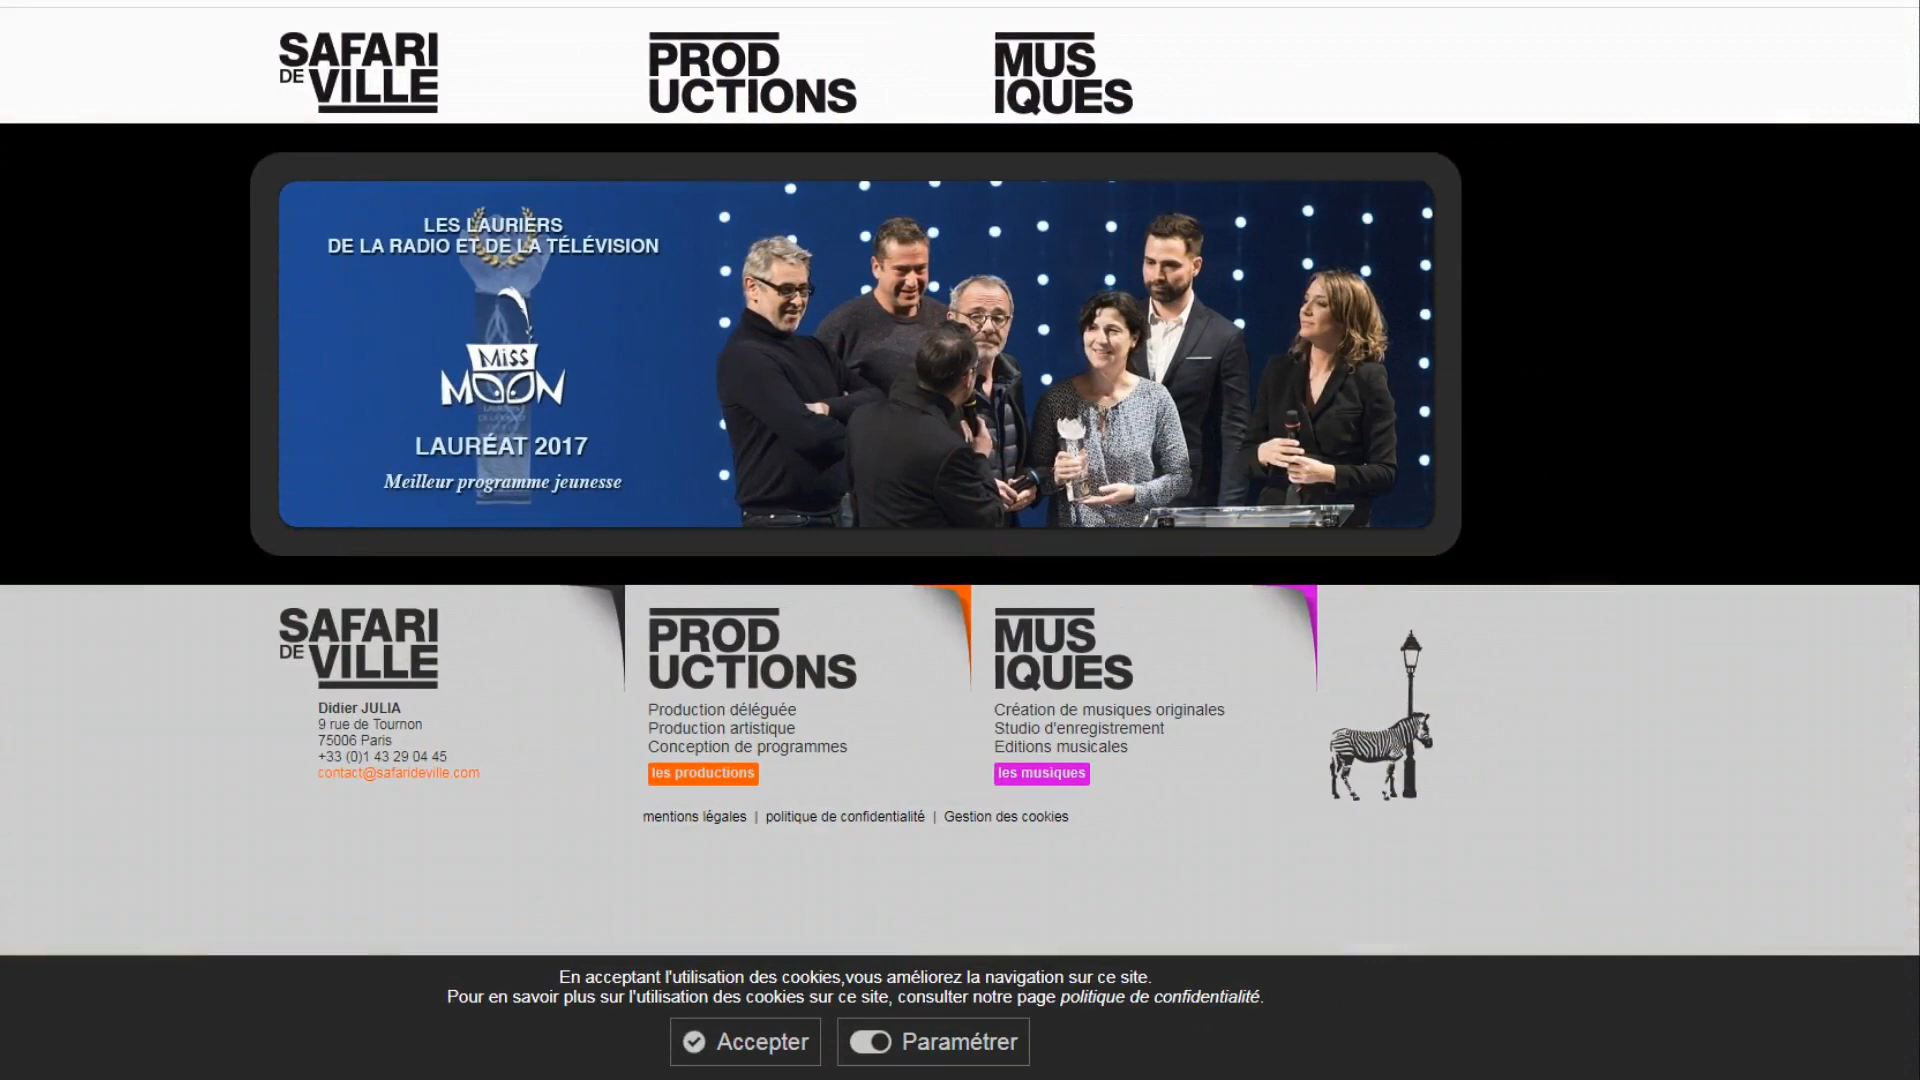 SAFARI
DE VILLE
PROD
UCTIONS
MUS
IQUES
LES LAURIERS
DE LA RADIO ET DE LA TÉLÉVISION
MISS
MOON
LAURÉAT 2017
Meilleur programme jeunesse
SAFARI
DE VILLE
Didier JULIA
9 rue de Tournon
75006 Paris
+33 (0)1 43 29 04 45
contact@safarideville.com
PROD
UCTIONS
Production déléguée
Production artistique
Conception de programmes
les productions
MUS
IQUES
Création de musiques originales
Studio d'enregistrement
Editions musicales
les musiques
mentions légales | politique de confidentialité | Gestion des cookies
En acceptant l'utilisation des cookies,vous améliorez la navigation sur ce site.
Pour en savoir plus sur l'utilisation des cookies sur ce site, consulter notre page politique de confidentialité.
Accepter
Paramétrer